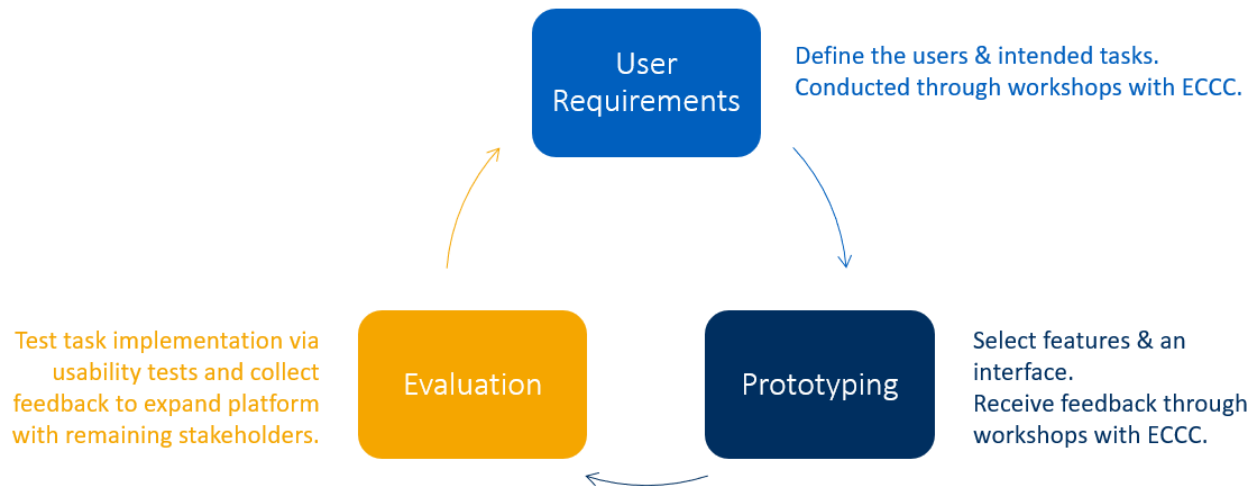 User
Requirements
Define the users & intended tasks.
Conducted through workshops with ECCC.
Prototyping
Select features & an
interface.
Receive feedback through
workshops with ECCC.
Evaluation
Test task implementation via
usability tests and collect
feedback to expand platform
with remaining stakeholders.